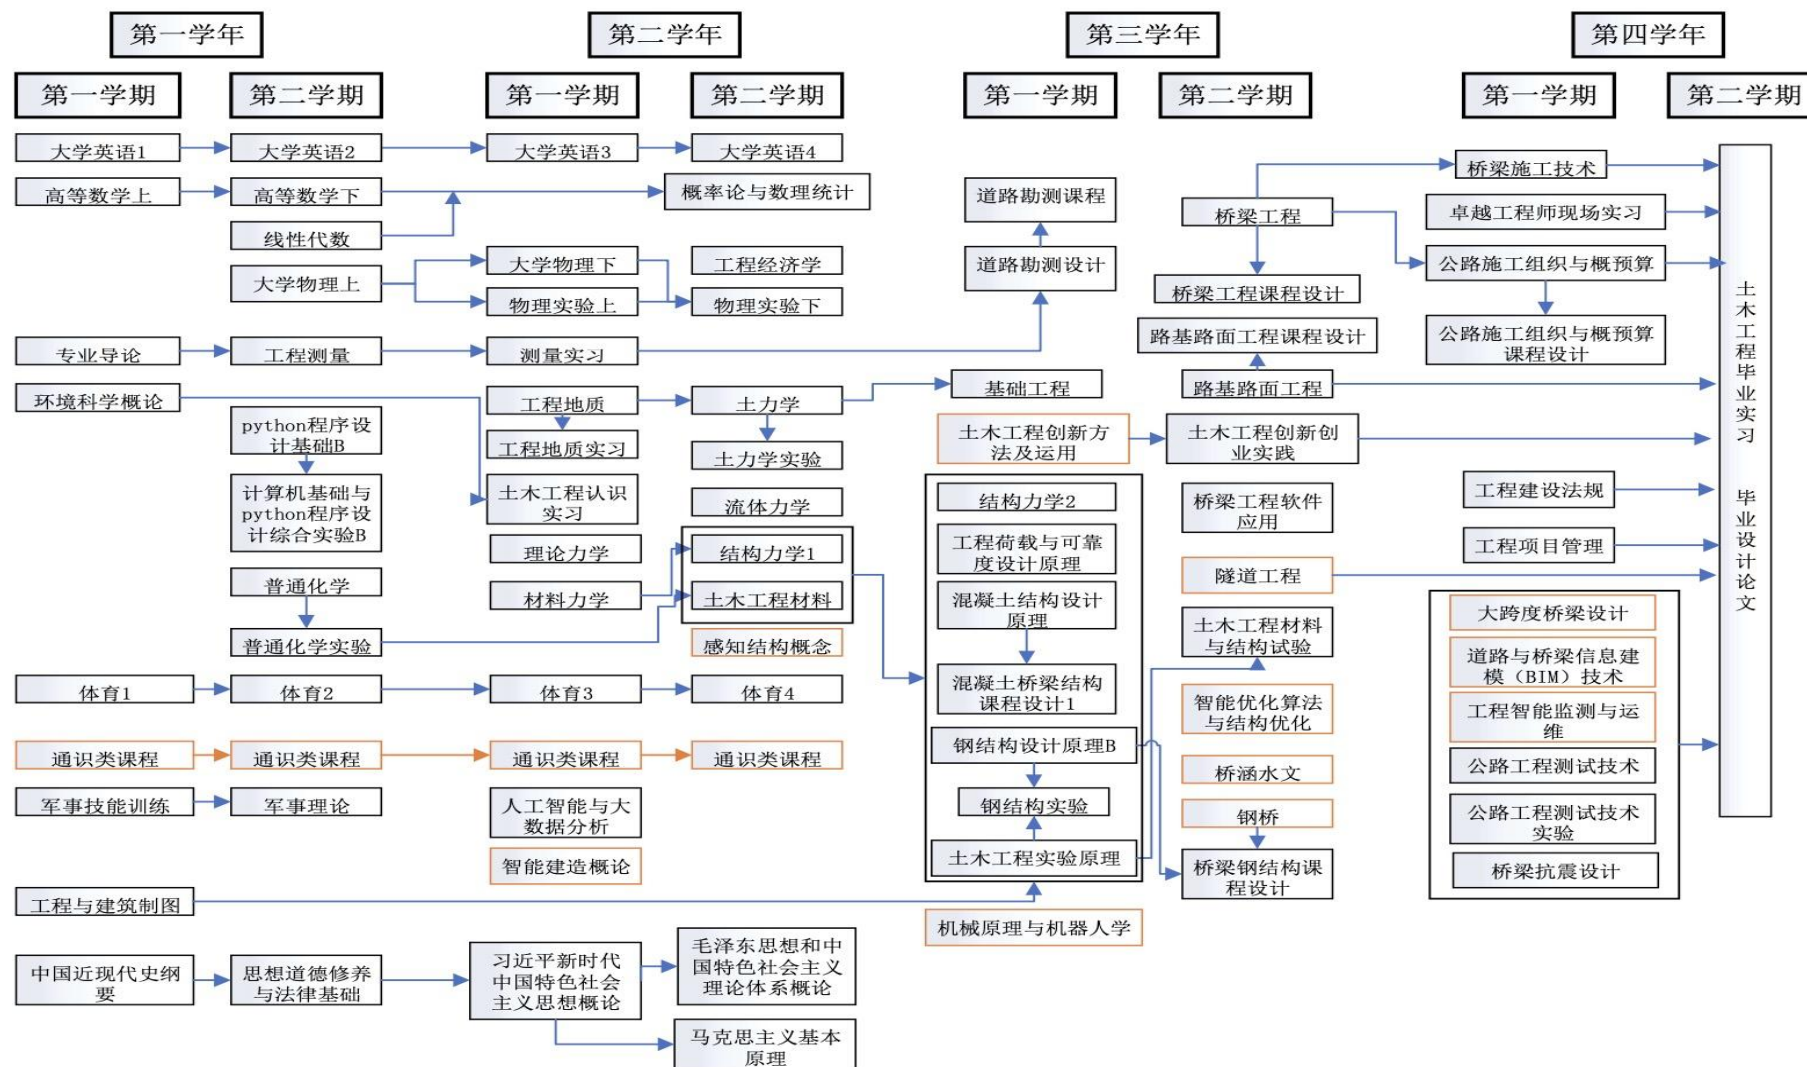 第一学年
第二学年
第三学年
第四学年
第一学期
第二学期
第一学期
第二学期
第一学期
第二学期
第一学期
第二学期
大学英语1
大学英语2
大学英语3
大学英语4
高等数学上
高等数学下
概率论与数理统计
线性代数
大学物理上
大学物理下
工程经济学
物理实验上
物理实验下
专业导论
工程测量
测量实习
环境科学概论
python程序设
计基础B
计算机基础与
python程序设
计综合实验B
普通化学
普通化学实验
工程地质
工程地质实习
土木工程认识
实习
理论力学
材料力学
土力学
土力学实验
流体力学
结构力学1
土木工程材料
感知结构概念
体育1
体育2
体育3
体育4
通识类课程
通识类课程
通识类课程
通识类课程
军事技能训练
军事理论
人工智能与大
数据分析
智能建造概论
工程与建筑制图
中国近现代史纲
要
思想道德修养
与法律基础
习近平新时代
中国特色社会
主义思想概论
毛泽东思想和中
国特色社会主义
理论体系概论
马克思主义基本
原理
道路勘测课程
道路勘测设计
基础工程
土木工程创新方
法及运用
结构力学2
工程荷载与可靠
度设计原理
混凝土结构设计
原理
混凝土桥梁结构
课程设计1
钢结构设计原理B
钢结构实验
土木工程实验原理
机械原理与机器人学
桥梁工程
桥梁工程课程设计
路基路面工程课程设计
路基路面工程
土木工程创新创
业实践
桥梁工程软件
应用
隧道工程
土木工程材料
与结构试验
智能优化算法
与结构优化
桥涵水文
钢桥
桥梁钢结构课
程设计
桥梁施工技术
卓越工程师现场实习
公路施工组织与概预算
公路施工组织与概预算
课程设计
工程建设法规
工程项目管理
大跨度桥梁设计
道路与桥梁信息建
模（BIM）技术
工程智能监测与运
维
公路工程测试技术
公路工程测试技术
实验
桥梁抗震设计
土木工程毕业实习 毕业设计论文